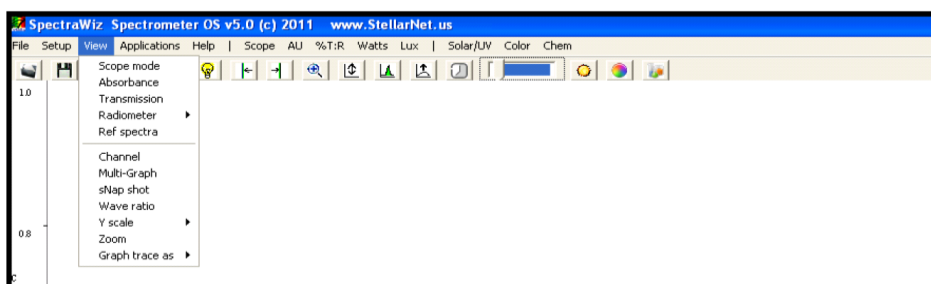 SpectraWiz Spectrometer OS v5.0 (c) 2011 www.StellarNet.us
File Setup View Applications Help | Scope AU %T:R Watts Lux | Solar/UV Color Chem
Scope mode
Absorbance
1.0
Transmission
Radiometer
Ref spectra
Channel
Multi-Graph
sNap shot
Wave ratio
Y scale
0.8
Zoom
Graph trace as
c